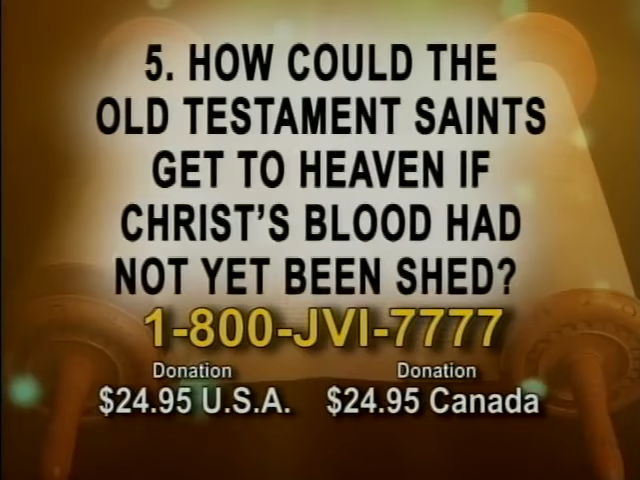 5. HOW COULD THE
OLD TESTAMENT SAINTS
GET TO HEAVEN IF
CHRIST'S BLOOD HAD
NOT YET BEEN SHED?
1-800-JVI-7777
Donation Donation
$24.95 U.S.A. $24.95 Canada